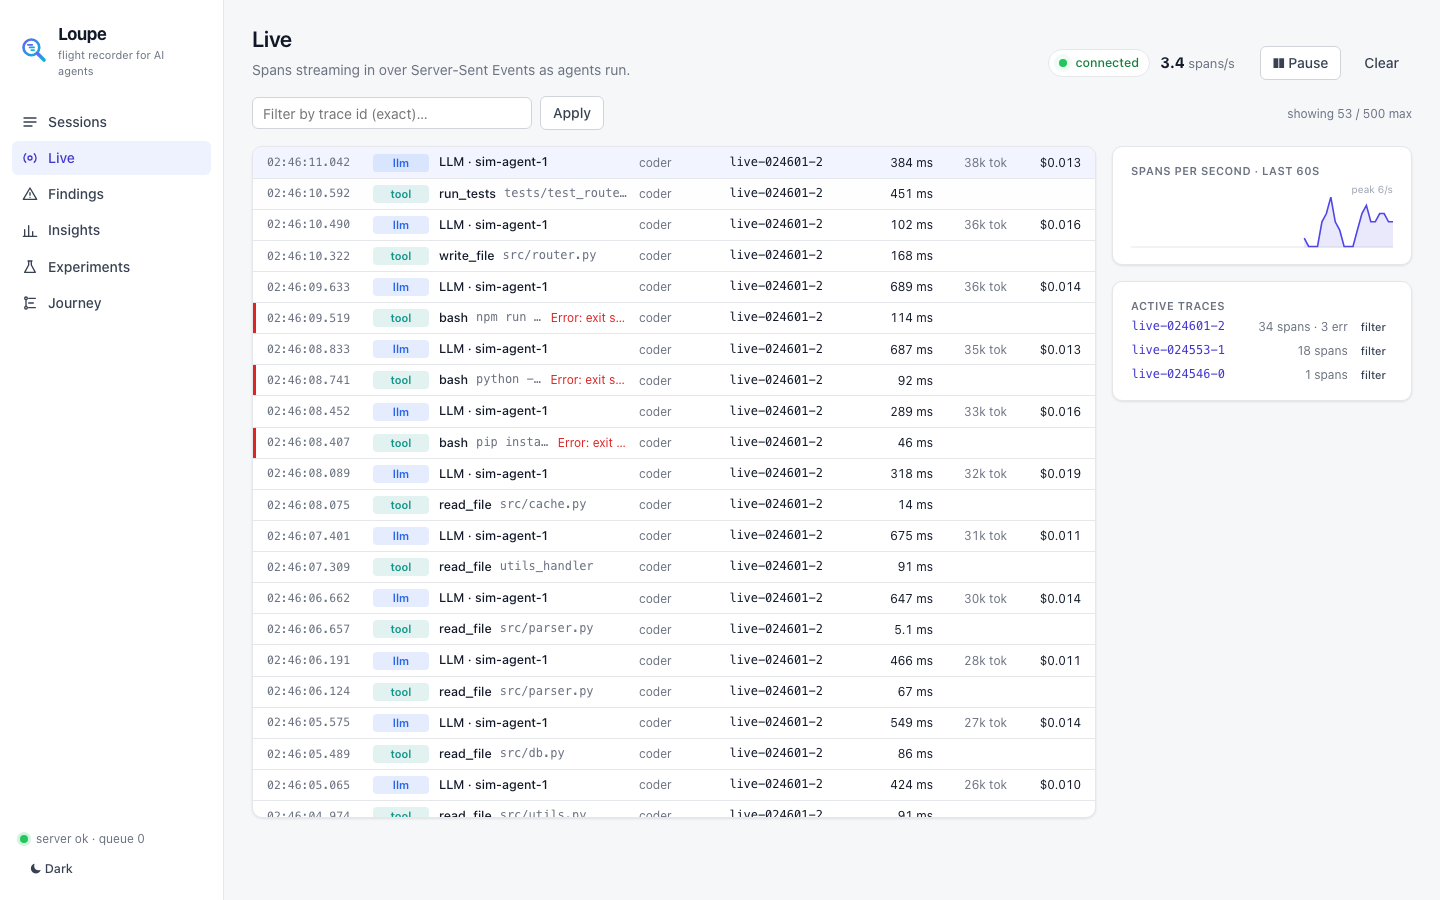 Loupe
flight recorder for AI
agents
Sessions
Live
Findings
Insights
Experiments
Journey
server ok · queue 0
Dark
Live
Spans streaming in over Server-Sent Events as agents run.
connected
3.4 spans/s
Pause
Clear
Filter by trace id (exact)…
Apply
showing 53 / 500 max
02:46:11.042 llm LLM · sim-agent-1 coder live-024601-2 384 ms 38k tok $0.013
02:46:10.592 tool run_tests tests/test_route… coder live-024601-2 451 ms
02:46:10.490 llm LLM · sim-agent-1 coder live-024601-2 102 ms 36k tok $0.016
02:46:10.322 tool write_file src/router.py coder live-024601-2 168 ms
02:46:09.633 llm LLM · sim-agent-1 coder live-024601-2 689 ms 36k tok $0.014
02:46:09.519 tool bash npm run … Error: exit s… coder live-024601-2 114 ms
02:46:08.833 llm LLM · sim-agent-1 coder live-024601-2 687 ms 35k tok $0.013
02:46:08.741 tool bash python -… Error: exit s… coder live-024601-2 92 ms
02:46:08.452 llm LLM · sim-agent-1 coder live-024601-2 289 ms 33k tok $0.016
02:46:08.407 tool bash pip insta… Error: exit … coder live-024601-2 46 ms
02:46:08.089 llm LLM · sim-agent-1 coder live-024601-2 318 ms 32k tok $0.019
02:46:08.075 tool read_file src/cache.py coder live-024601-2 14 ms
02:46:07.401 llm LLM · sim-agent-1 coder live-024601-2 675 ms 31k tok $0.011
02:46:07.309 tool read_file utils_handler coder live-024601-2 91 ms
02:46:06.662 llm LLM · sim-agent-1 coder live-024601-2 647 ms 30k tok $0.014
02:46:06.657 tool read_file src/parser.py coder live-024601-2 5.1 ms
02:46:06.191 llm LLM · sim-agent-1 coder live-024601-2 466 ms 28k tok $0.011
02:46:06.124 tool read_file src/parser.py coder live-024601-2 67 ms
02:46:05.575 llm LLM · sim-agent-1 coder live-024601-2 549 ms 27k tok $0.014
02:46:05.489 tool read_file src/db.py coder live-024601-2 86 ms
02:46:05.065 llm LLM · sim-agent-1 coder live-024601-2 424 ms 26k tok $0.010
02:46:04.974 tool read_file src/utils.py coder live-024601-2 91 ms
SPANS PER SECOND · LAST 60S
peak 6/s
ACTIVE TRACES
live-024601-2 34 spans · 3 err filter
live-024553-1 18 spans filter
live-024546-0 1 spans filter